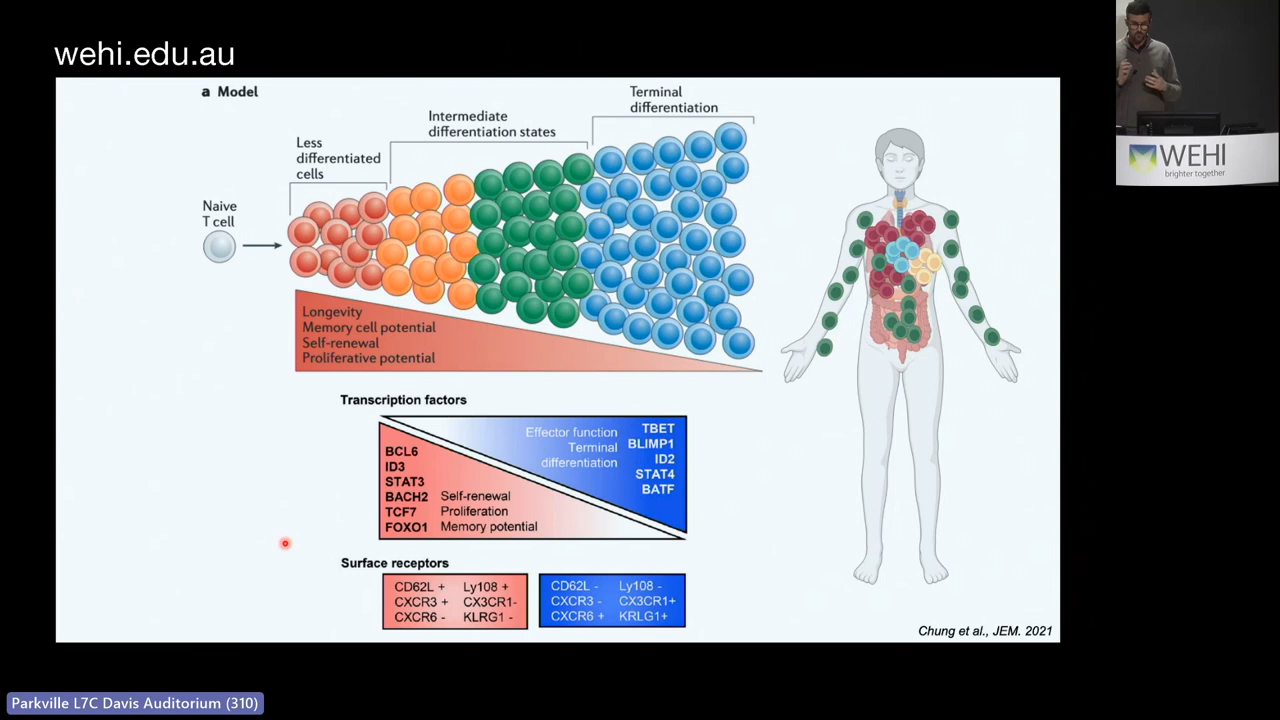 wehi.edu.au
a Model
Naive
T cell
Less
differentiated
cells
Intermediate
differentiation states
Terminal
differentiation
Longevity
Memory cell potential
Self-renewal
Proliferative potential
Transcription factors
BCL6
ID3
STAT3
BACH2 Self-renewal
TCF7 Proliferation
FOXO1 Memory potential
Effector function
Terminal
differentiation
TBET
BLIMP1
ID2
STAT4
BATF
Surface receptors
CD62L + Ly108 +
CXCR3 + CX3CR1-
CXCR6 - KLRG1 -
CD62L - Ly108 -
CXCR3 - CX3CR1+
CXCR6 + KRLG1+
Chung et al., JEM. 2021
WEHI
brighter together
Parkville L7C Davis Auditorium (310)